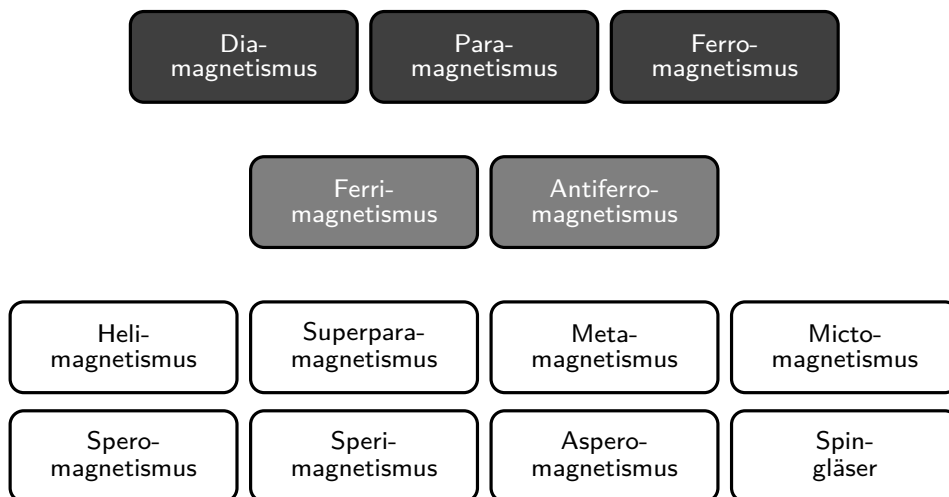 Dia-
magnetismus
Para-
magnetismus
Ferro-
magnetismus
Ferri-
magnetismus
Antiferro-
magnetismus
Heli-
magnetismus
Superpara-
magnetismus
Meta-
magnetismus
Micto-
magnetismus
Spero-
magnetismus
Speri-
magnetismus
Aspero-
magnetismus
Spin-
gläser